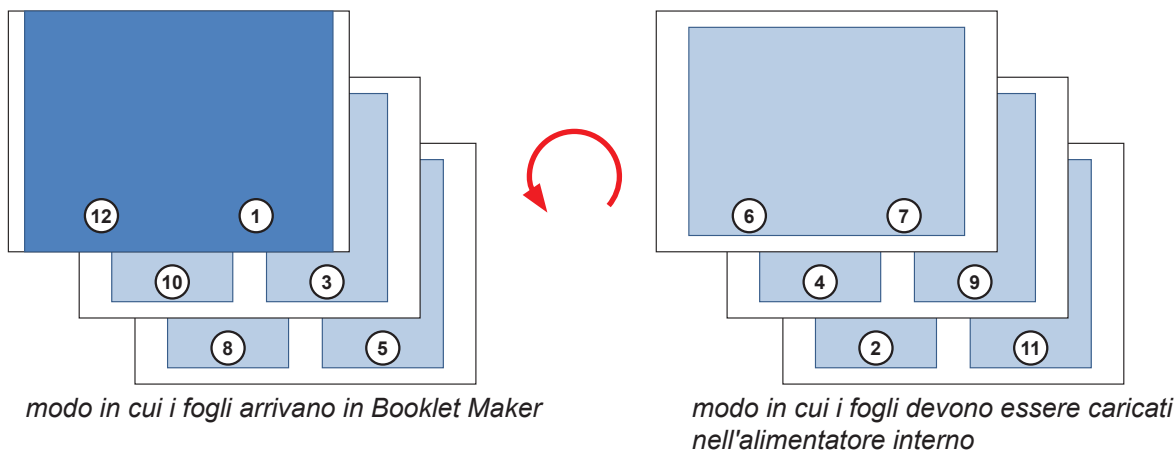 12 1
10 3
8 5
modo in cui i fogli arrivano in Booklet Maker
6 7
4 9
2 11
modo in cui i fogli devono essere caricati
nell'alimentatore interno